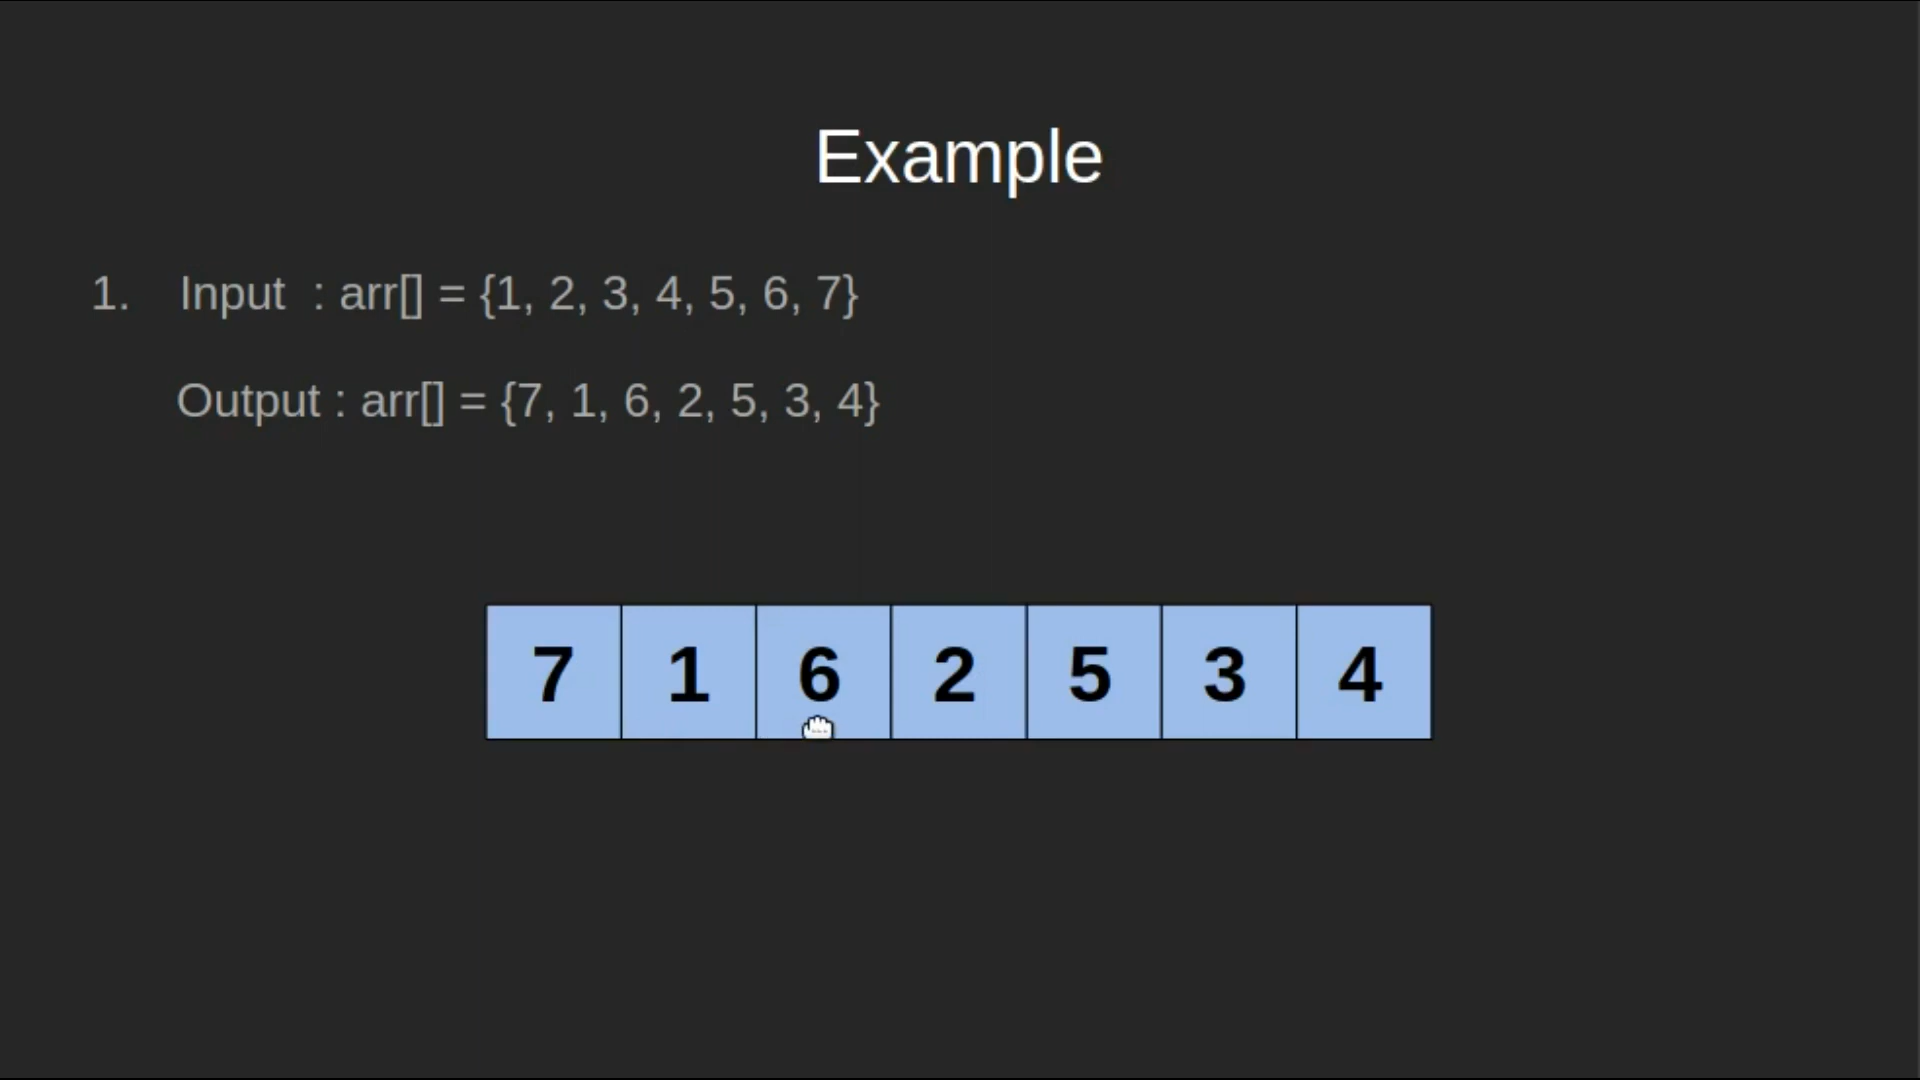 Example
1. Input : arr[] = {1, 2, 3, 4, 5, 6, 7}
Output : arr[] = {7, 1, 6, 2, 5, 3, 4}
7 1 6 2 5 3 4